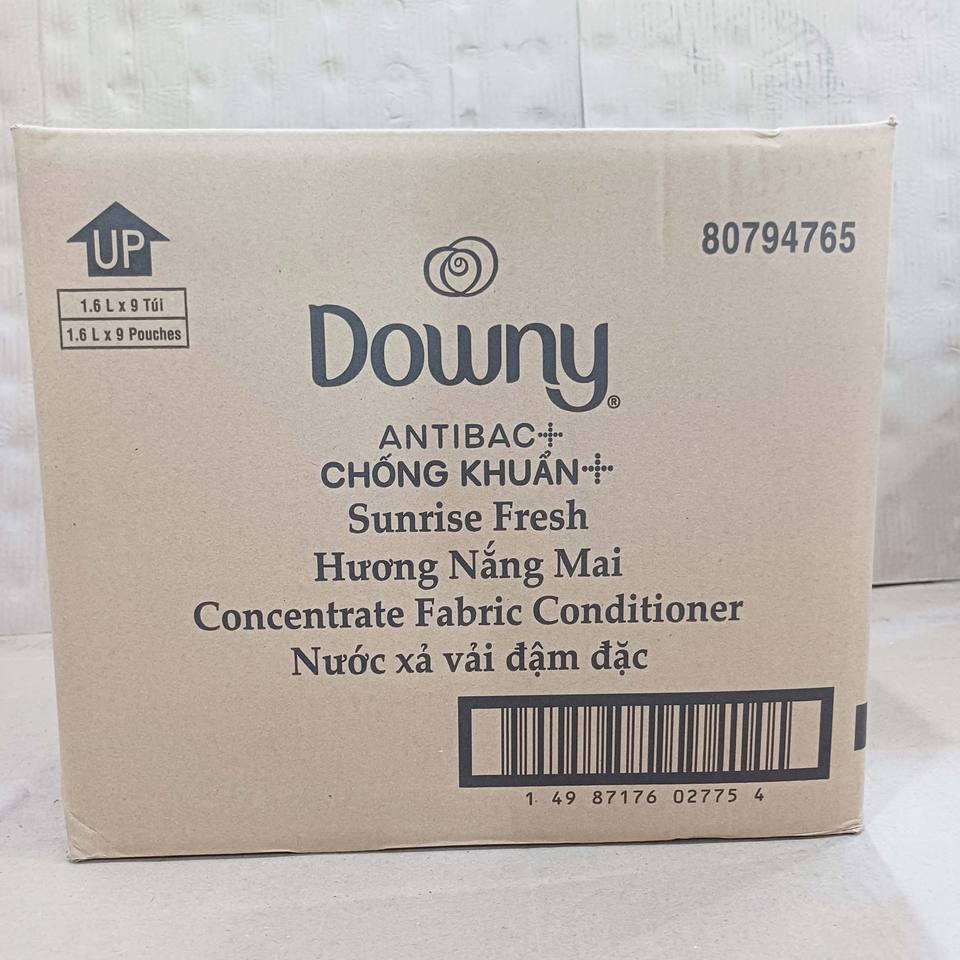 UP
1.6 L x 9 Túi
1.6 L x 9 Pouches
80794765
Downy®
ANTIBAC+
CHỐNG KHUẨN+
Sunrise Fresh
Hương Nắng Mai
Concentrate Fabric Conditioner
Nước xả vải đậm đặc
1 49 87176 02775 4